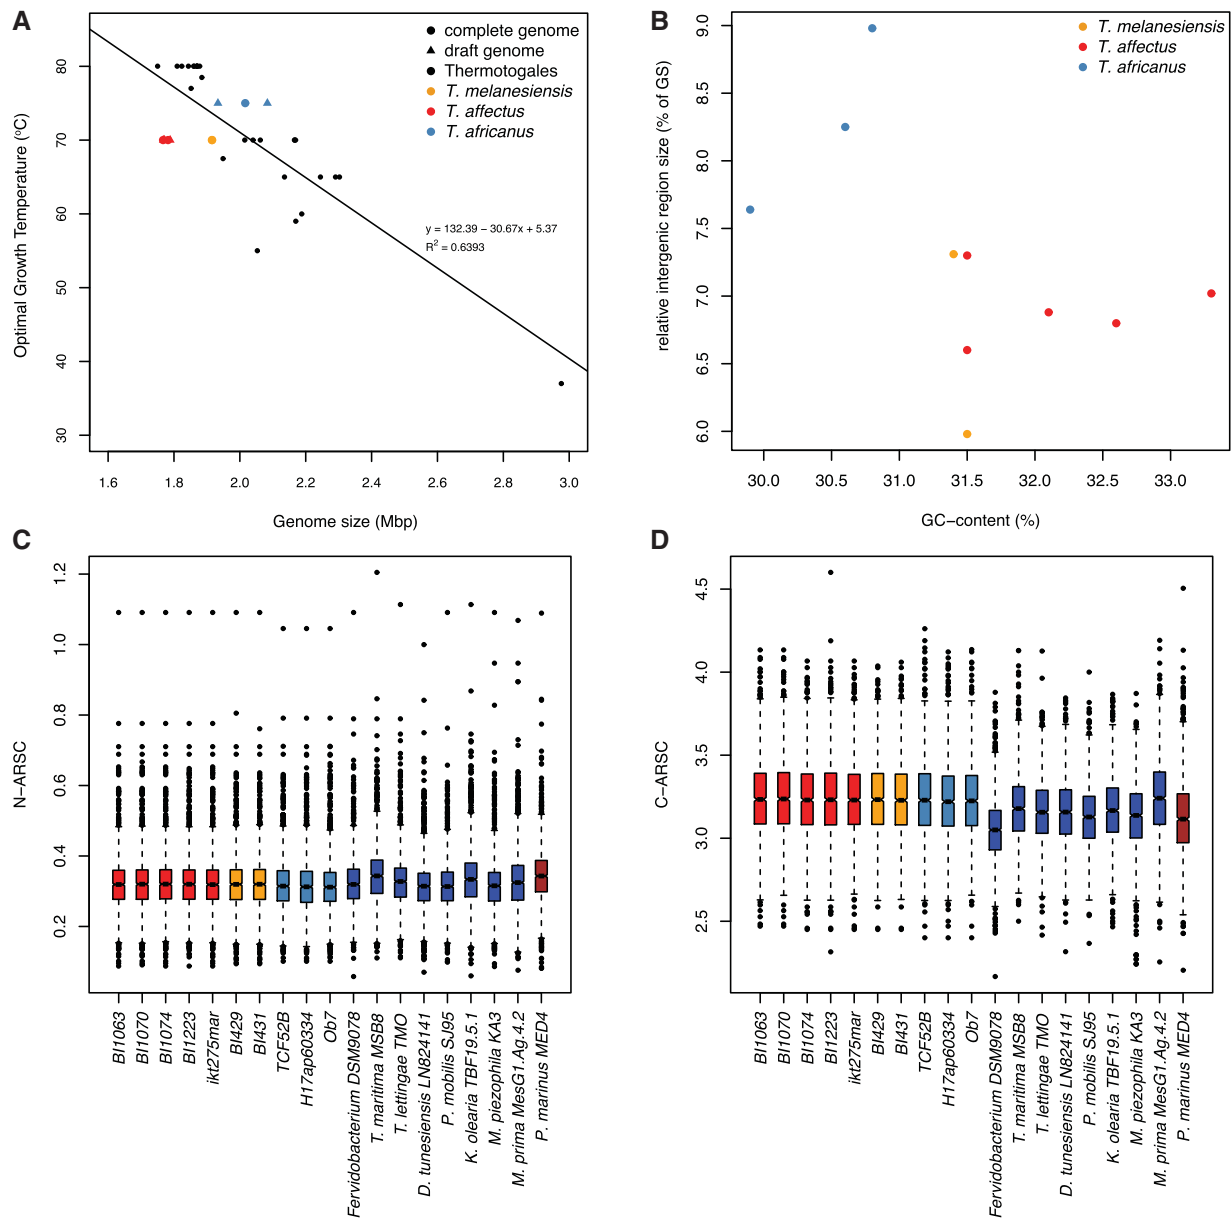 A
complete genome
draft genome
Thermotogales
T. melanesiensis
T. affectus
T. africanus
y = 132.39 − 30.67x + 5.37
R² = 0.6393
Optimal Growth Temperature (°C)
80
70
60
50
40
30
1.6 1.8 2.0 2.2 2.4 2.6 2.8 3.0
Genome size (Mbp)
B
T. melanesiensis
T. affectus
T. africanus
relative intergenic region size (% of GS)
9.0
8.5
8.0
7.5
7.0
6.5
6.0
30.0 30.5 31.0 31.5 32.0 32.5 33.0
GC−content (%)
C
N−ARSC
1.2
1.0
0.8
0.6
0.4
0.2
BI1063
BI1070
BI1074
BI1223
ikt275mar
BI429
BI431
TCF52B
H17ap60334
Ob7
Fervidobacterium DSM9078
T. maritima MSB8
T. lettingae TMO
D. tunesiensis LN824141
P. mobilis SJ95
K. olearia TBF19.5.1
M. piezophila KA3
M. prima MesG1.Ag.4.2
P. marinus MED4
D
C−ARSC
4.5
4.0
3.5
3.0
2.5
BI1063
BI1070
BI1074
BI1223
ikt275mar
BI429
BI431
TCF52B
H17ap60334
Ob7
Fervidobacterium DSM9078
T. maritima MSB8
T. lettingae TMO
D. tunesiensis LN824141
P. mobilis SJ95
K. olearia TBF19.5.1
M. piezophila KA3
M. prima MesG1.Ag.4.2
P. marinus MED4